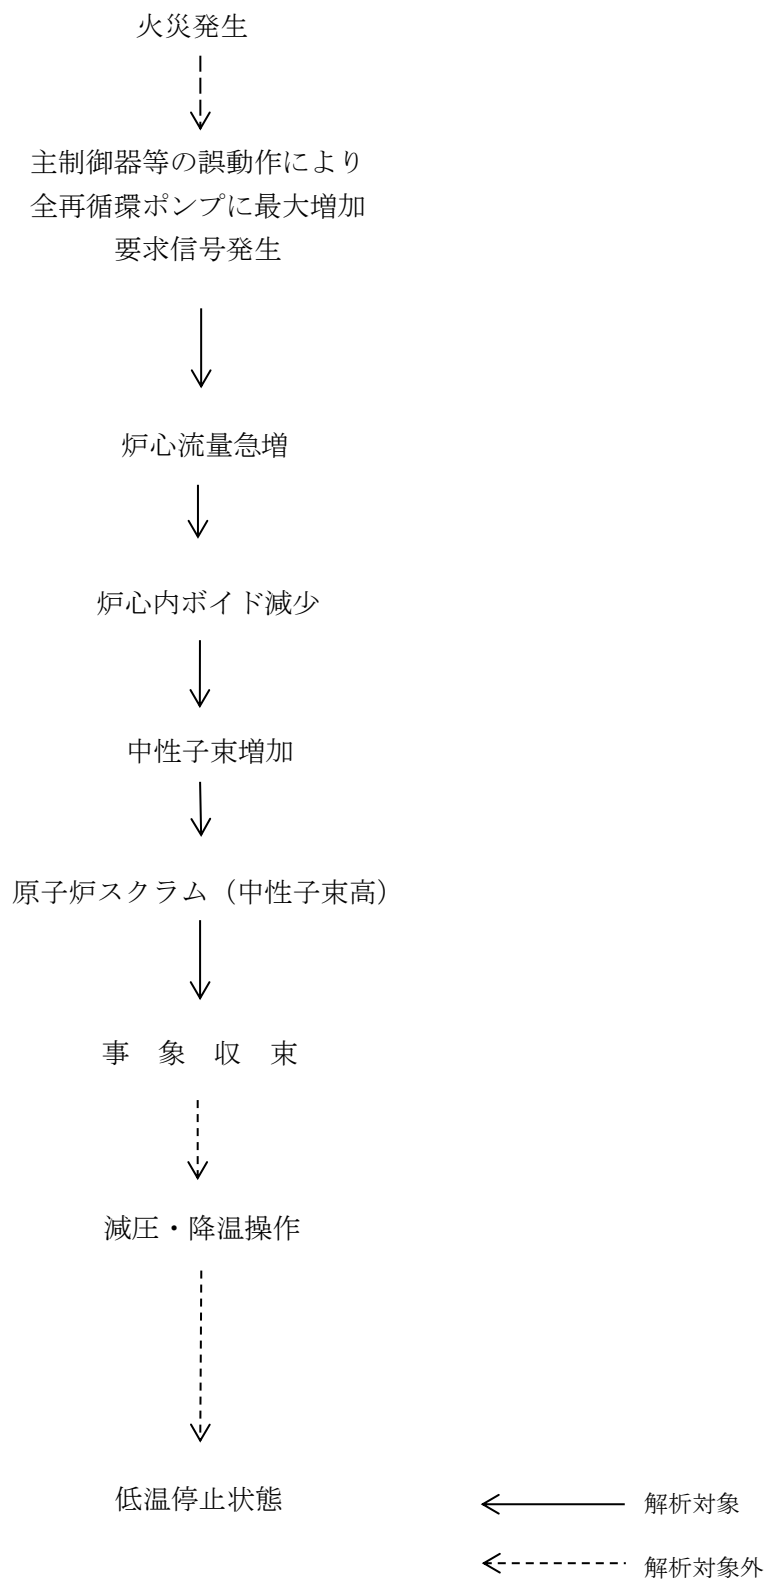 火災発生
主制御器等の誤動作により
全再循環ポンプに最大増加
要求信号発生
炉心流量急増
炉心内ボイド減少
中性子束増加
原子炉スクラム（中性子束高）
事　象　収　束
減圧・降温操作
低温停止状態
解析対象
解析対象外